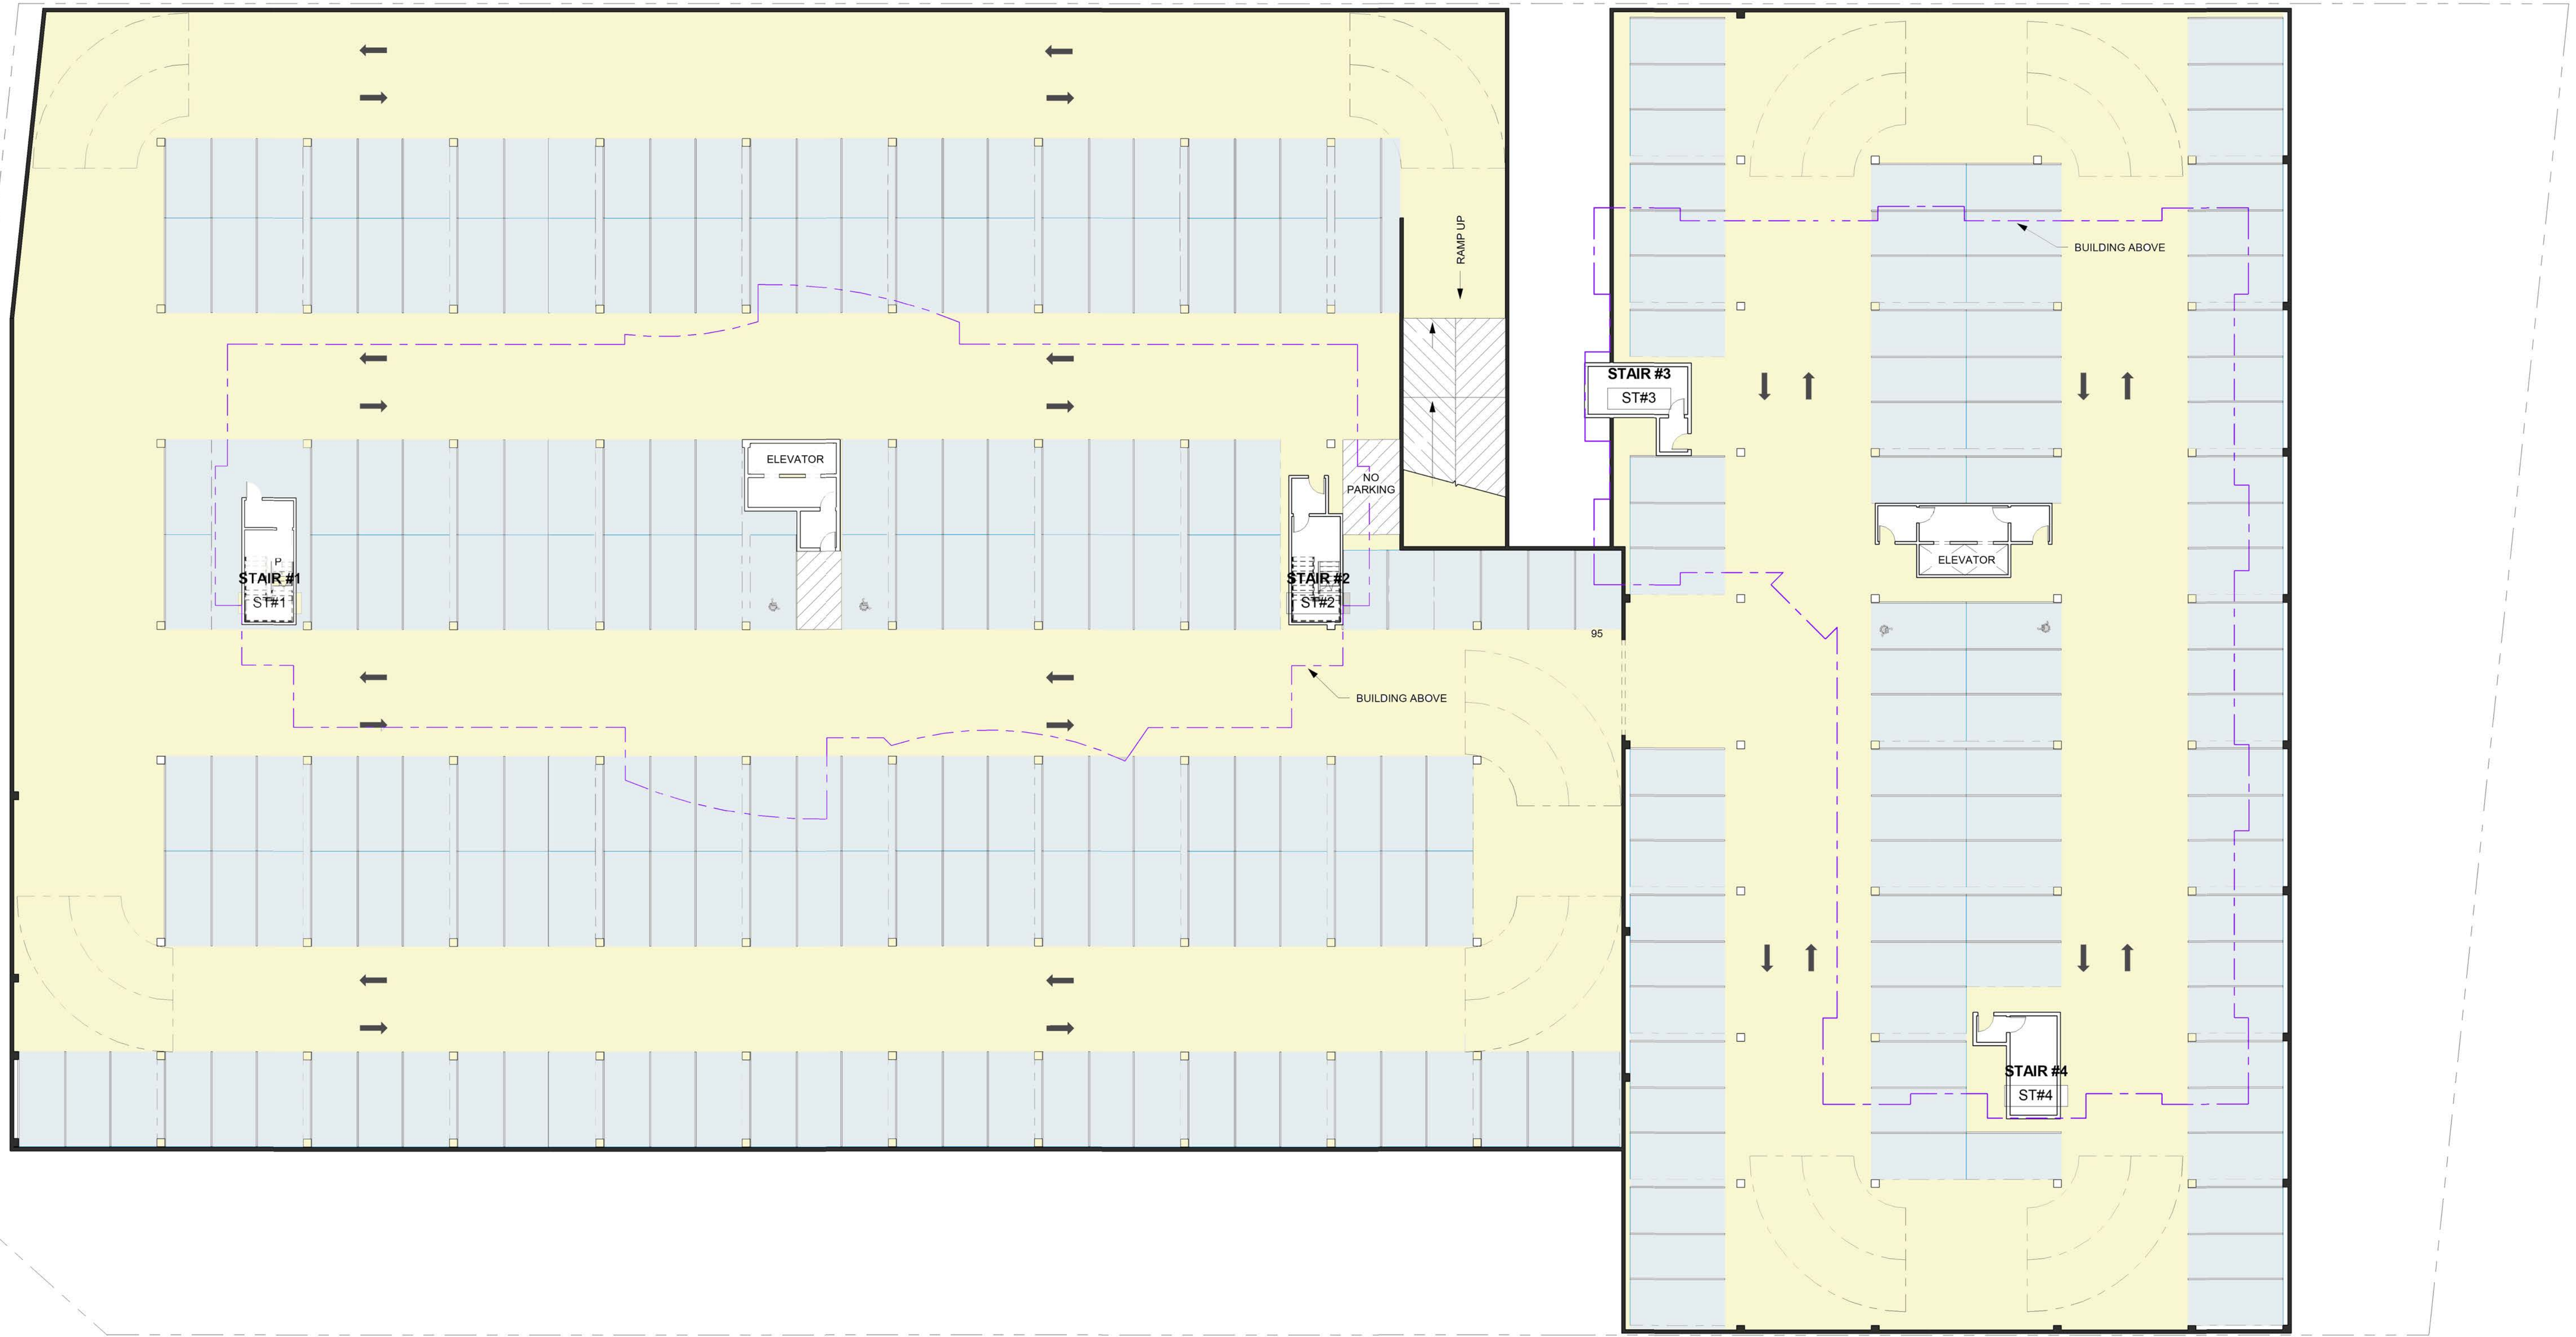 RAMP UP
BUILDING ABOVE
STAIR #3
ST#3
ELEVATOR
NO
PARKING
ELEVATOR
P
STAIR #1
ST#1
STAIR #2
ST#2
95
BUILDING ABOVE
STAIR #4
ST#4